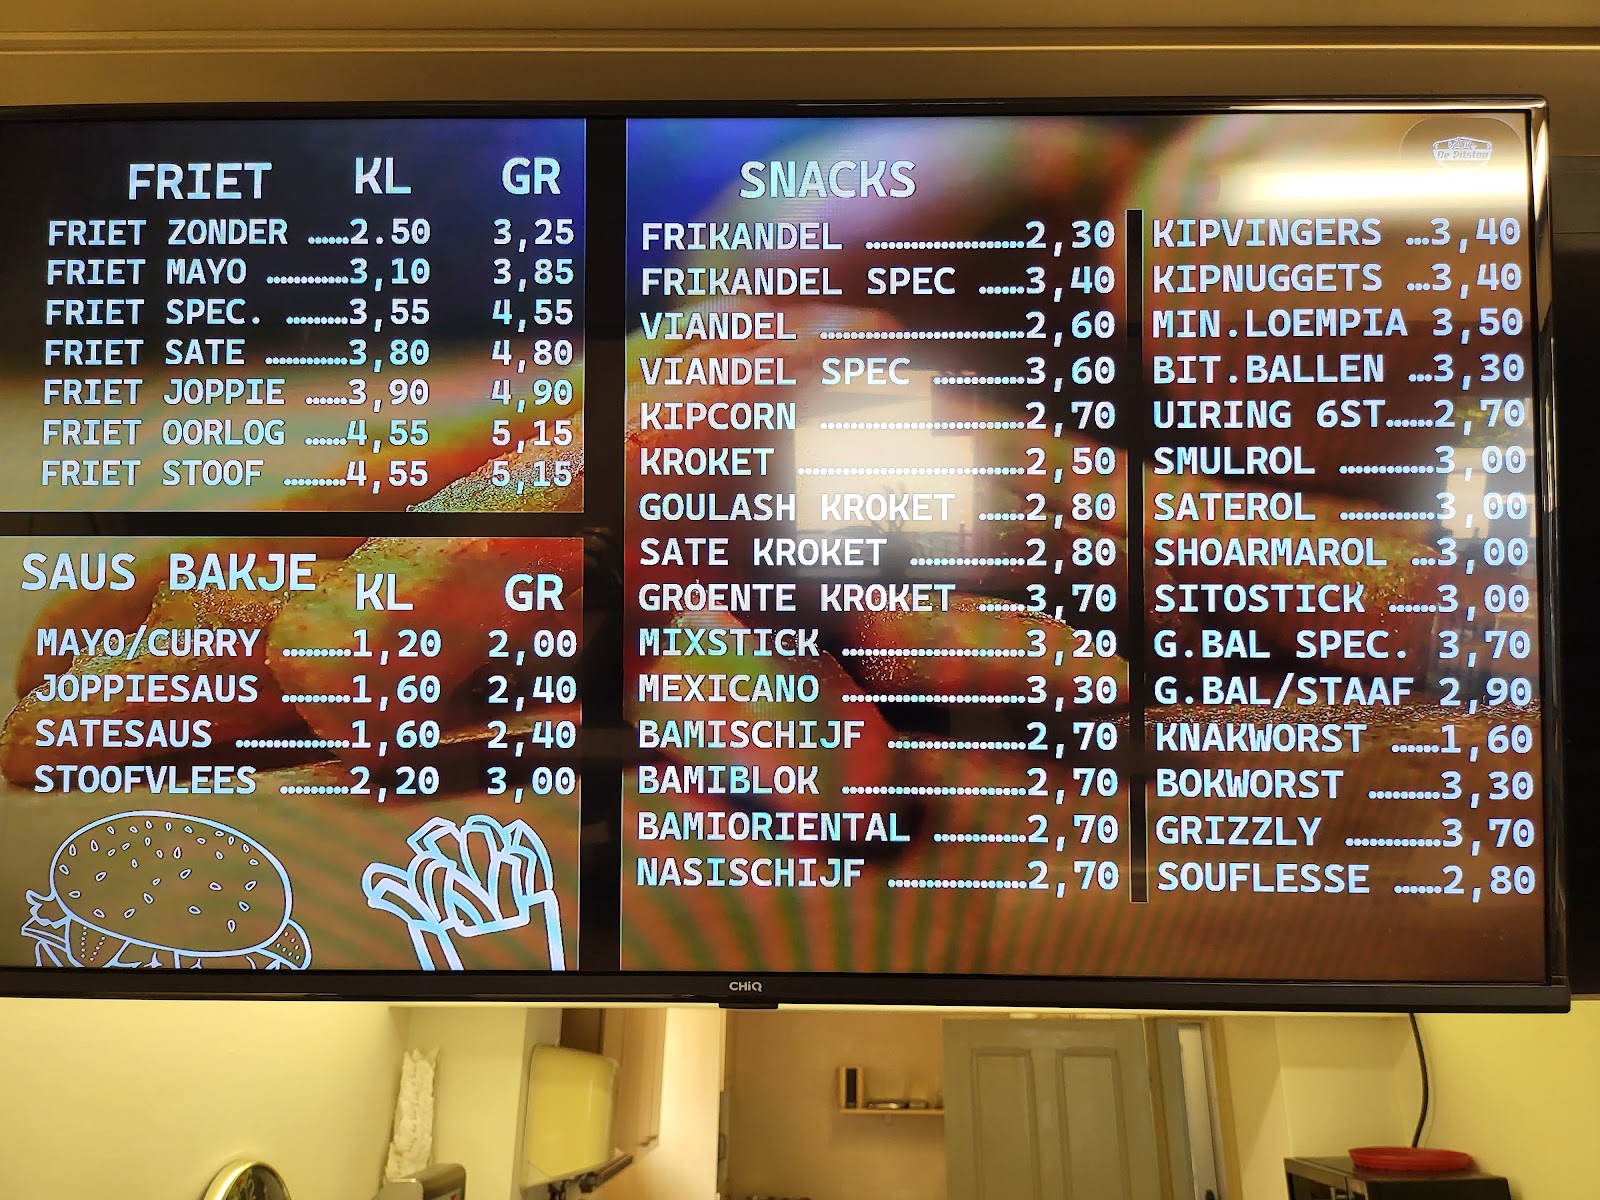 FRIET KL GR
FRIET ZONDER ......2.50 3,25
FRIET MAYO ............3,10 3,85
FRIET SPEC. .........3,55 4,55
FRIET SATE ............3,80 4,80
FRIET JOPPIE ......3,90 4,90
FRIET OORLOG ......4,55 5,15
FRIET STOOF .........4,55 5,15
SAUS BAKJE KL GR
MAYO/CURRY .........1,20 2,00
JOPPIESAUS .........1,60 2,40
SATESAUS ...............1,60 2,40
STOOFVLEES .........2,20 3,00
SNACKS
FRIKANDEL .....................2,30
FRIKANDEL SPEC ......3,40
VIANDEL ...........................2,60
VIANDEL SPEC ............3,60
KIPCORN ...........................2,70
KROKET ..............................2,50
GOULASH KROKET ......2,80
SATE KROKET ...............2,80
GROENTE KROKET ......3,70
MIXSTICK ........................3,20
MEXICANO ........................3,30
BAMISCHIJF ..................2,70
BAMIBLOK ........................2,70
BAMIORIENTAL ............2,70
NASISCHIJF ..................2,70
KIPVINGERS ...3,40
KIPNUGGETS ...3,40
MIN.LOEMPIA 3,50
BIT.BALLEN ...3,30
UIRING 6ST......2,70
SMULROL ............3,00
SATEROL ............3,00
SHOARMAROL ...3,00
SITOSTICK ......3,00
G.BAL SPEC. 3,70
G.BAL/STAAF 2,90
KNAKWORST ......1,60
BOKWORST .........3,30
GRIZZLY ............3,70
SOUFLESSE ......2,80
De Pitstop
CHiQ